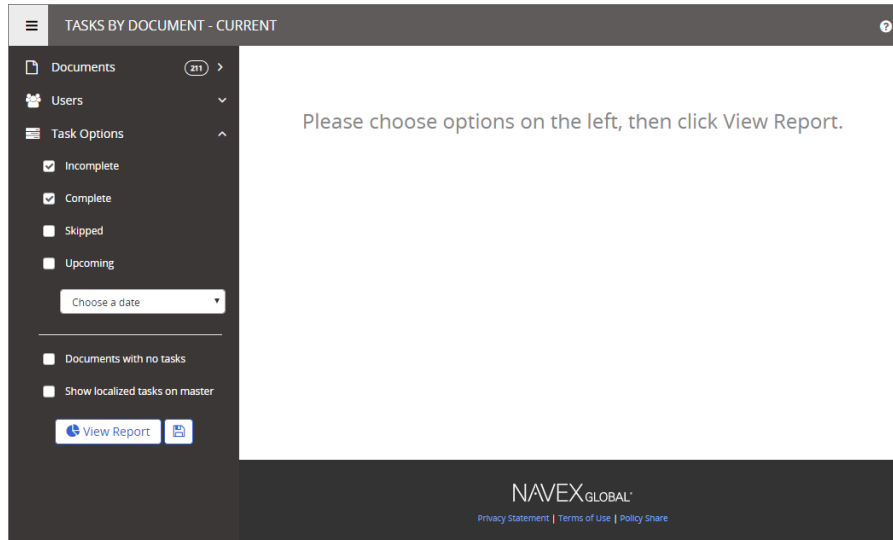 TASKS BY DOCUMENT - CURRENT
?
Documents 211
Users
Task Options
Incomplete
Complete
Skipped
Upcoming
Choose a date
Documents with no tasks
Show localized tasks on master
View Report
Please choose options on the left, then click View Report.
NAVEX GLOBAL
Privacy Statement | Terms of Use | Policy Share